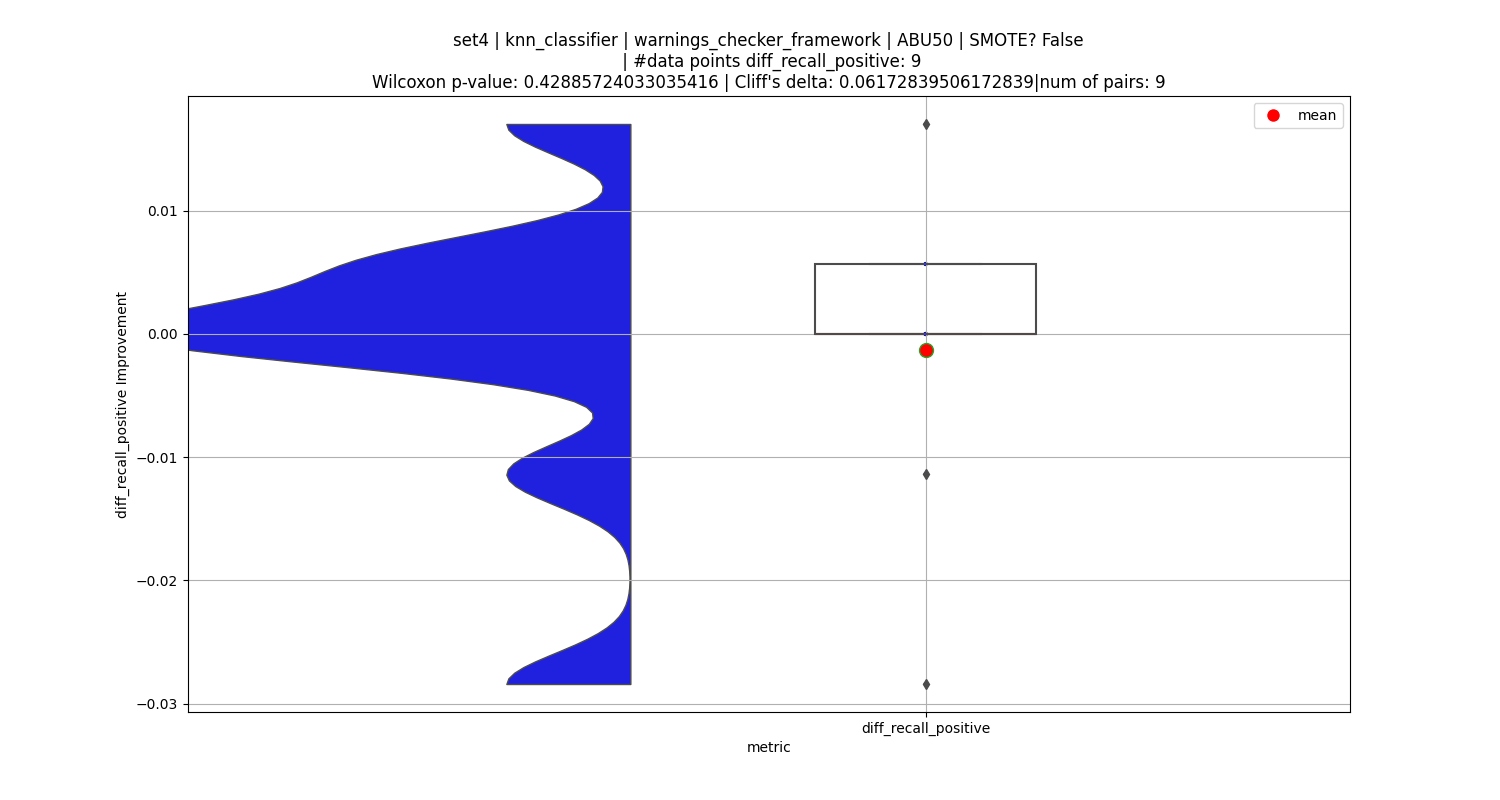 set4 | knn_classifier | warnings_checker_framework | ABU50 | SMOTE? False
| #data points diff_recall_positive: 9
Wilcoxon p-value: 0.42885724033035416 | Cliff's delta: 0.06172839506172839|num of pairs: 9
mean
0.01
0.00
−0.01
−0.02
−0.03
diff_recall_positive Improvement
diff_recall_positive
metric